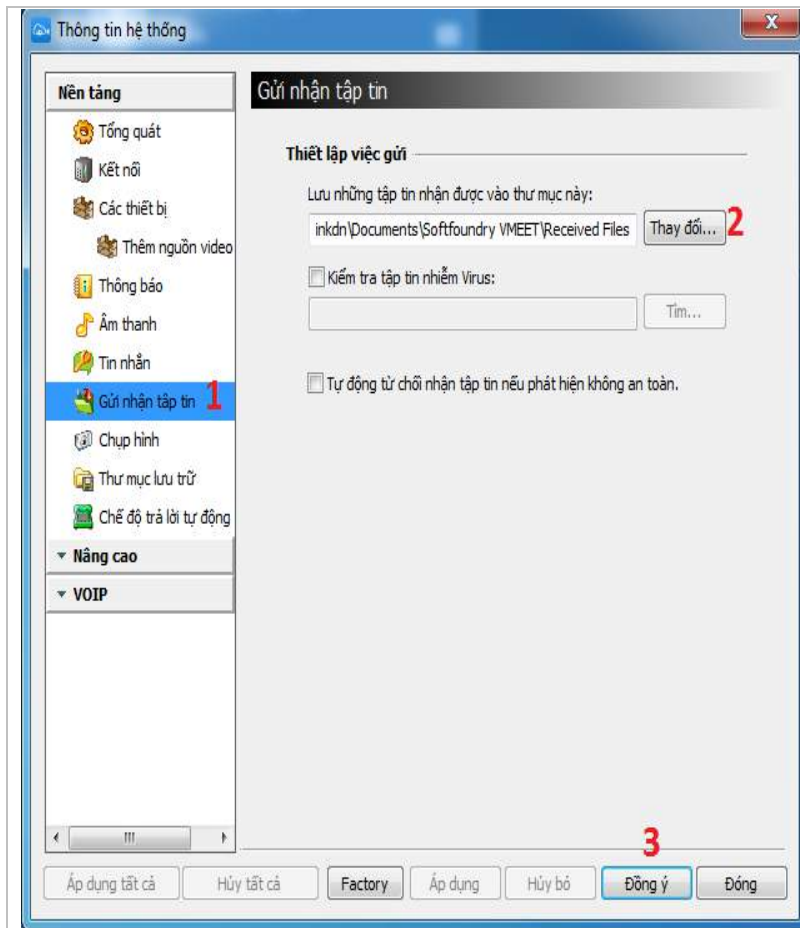 Thông tin hệ thống
X
Nền tảng
Tổng quát
Kết nối
Các thiết bị
Thêm nguồn video
Thông báo
Âm thanh
Tin nhắn
Gửi nhận tập tin 1
Chụp hình
Thư mục lưu trữ
Chế độ trả lời tự động
Nâng cao
VOIP
Gửi nhận tập tin
Thiết lập việc gửi
Lưu những tập tin nhận được vào thư mục này:
inkdn\Documents\Softfoundry VMEET\Received Files Thay đổi... 2
Kiểm tra tập tin nhiễm Virus:
Tìm...
Tự động từ chối nhận tập tin nếu phát hiện không an toàn.
3
Áp dụng tất cả Hủy tất cả Factory Áp dụng Hủy bỏ Đồng ý Đóng